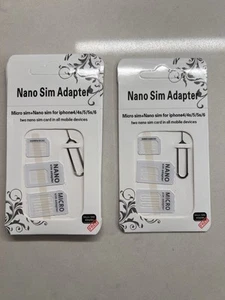 Nano Sim Adapter
Micro sim+Nano sim for iphone4/4s/5/5s/6
two nano sim card in all mobile devices
NANO
MICRO
Nano Sim Adapter
Micro sim+Nano sim for iphone4/4s/5/5s/6
two nano sim card in all mobile devices
NANO
MICRO